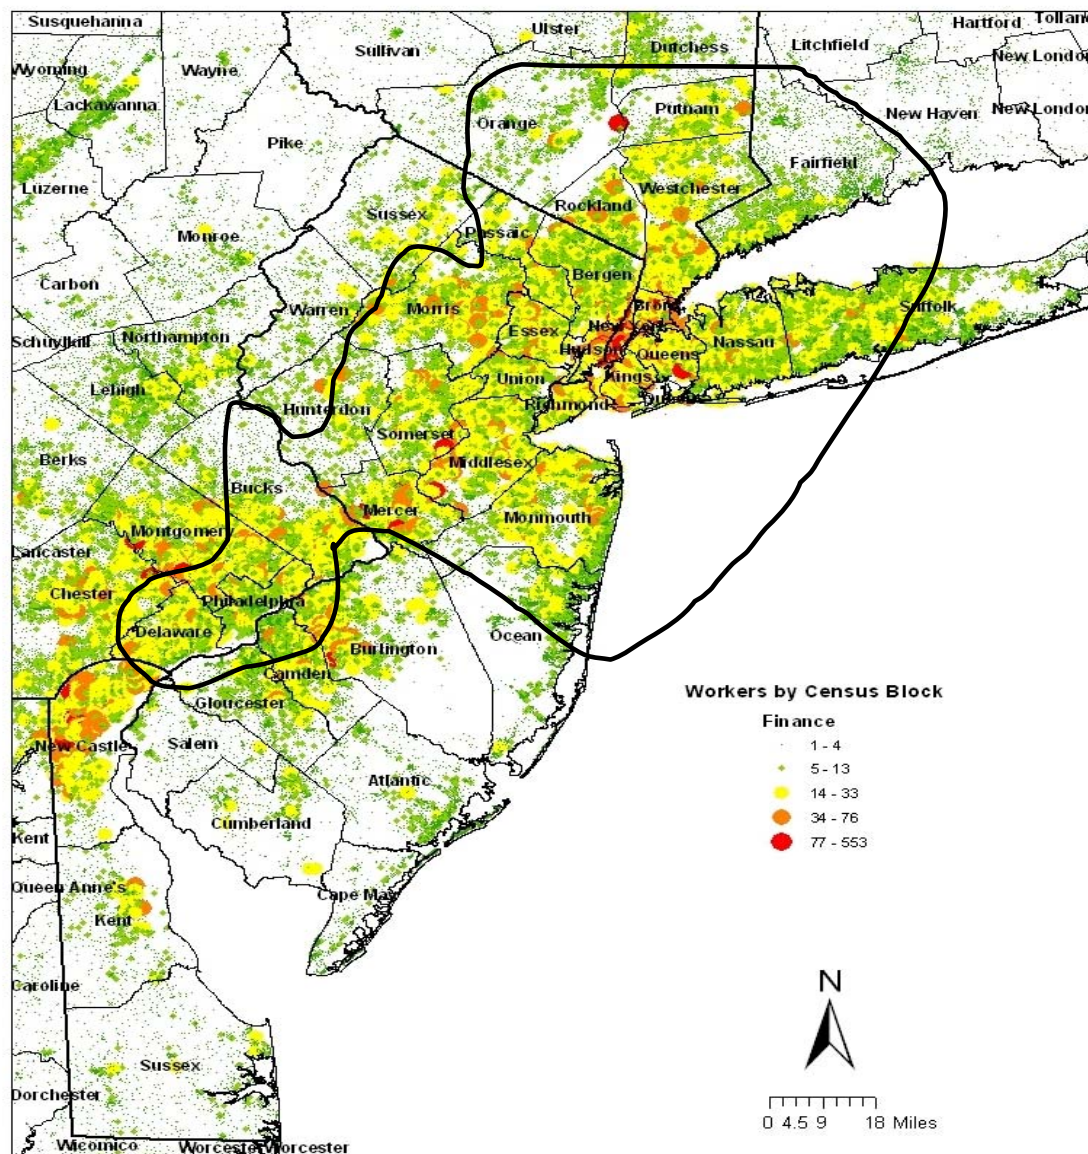 Susquehanna
Ulster
Hartford
Tolland
Sullivan
Dutchess
Litchfield
New London
Wyoming
Wayne
Lackawanna
Putnam
New Haven
New London
Orange
Pike
Fairfield
Luzerne
Westchester
Rockland
Sussex
Passaic
Monroe
Bergen
Carbon
Warren
Morris
Bronx
Suffolk
Northampton
Essex
New York
Schuylkill
Hudson
Queens
Nassau
Lehigh
Union
Kings
Hunterdon
Richmond
Queens
Somerset
Berks
Middlesex
Bucks
Mercer
Monmouth
Montgomery
Lancaster
Chester
Philadelphia
Delaware
Ocean
Burlington
Camden
Gloucester
New Castle
Salem
Atlantic
Cumberland
Kent
Queen Anne's
Cape May
Kent
Caroline
Sussex
Dorchester
Wicomico
Worcester
Worcester
Workers by Census Block
Finance
1 - 4
5 - 13
14 - 33
34 - 76
77 - 553
N
0 4.5 9 18 Miles